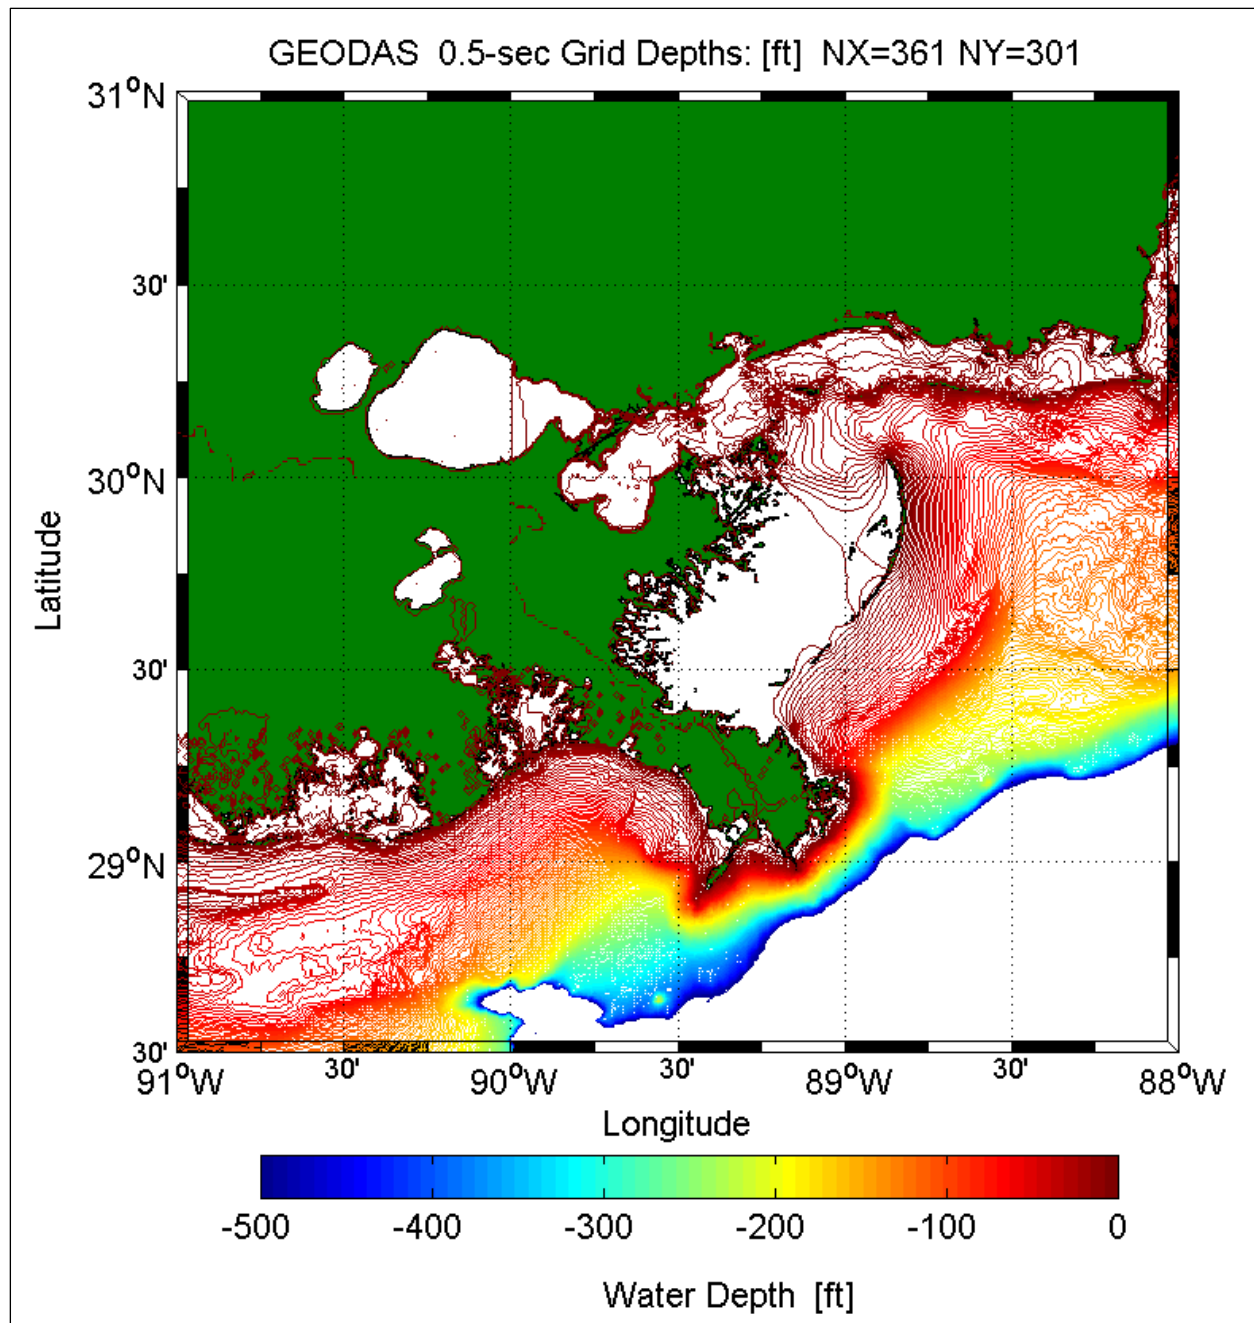 GEODAS 0.5-sec Grid Depths: [ft] NX=361 NY=301
31°N
30'
30°N
30'
29°N
30'
Latitude
91°W 30' 90°W 30' 89°W 30' 88°W
Longitude
-500 -400 -300 -200 -100 0
Water Depth [ft]